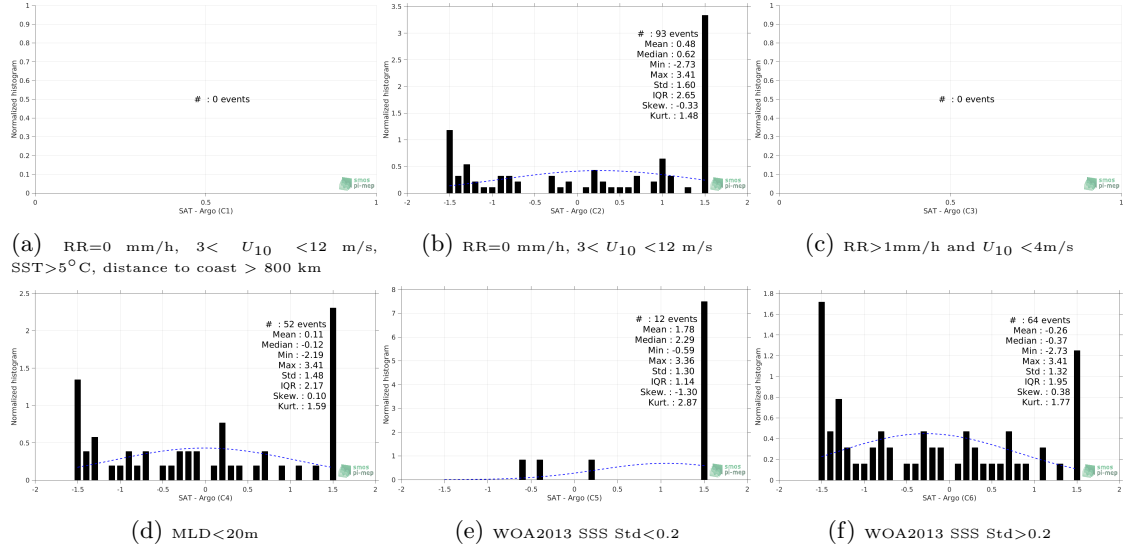 1
0.9
0.8
0.7
0.6
0.5
0.4
0.3
0.2
0.1
0
Normalized histogram
# : 0 events
0 0.5 1
SAT - Argo (C1)
smos
pi-mep
(a) RR=0 mm/h, 3< U10 <12 m/s,
SST>5°C, distance to coast > 800 km
3.5
3
2.5
2
1.5
1
0.5
0
Normalized histogram
# : 93 events
Mean : 0.48
Median : 0.62
Min : -2.73
Max : 3.41
Std : 1.60
IQR : 2.65
Skew. : -0.33
Kurt. : 1.48
-2 -1.5 -1 -0.5 0 0.5 1 1.5 2
SAT - Argo (C2)
smos
pi-mep
(b) RR=0 mm/h, 3< U10 <12 m/s
1
0.9
0.8
0.7
0.6
0.5
0.4
0.3
0.2
0.1
0
Normalized histogram
# : 0 events
0 0.5 1
SAT - Argo (C3)
smos
pi-mep
(c) RR>1mm/h and U10 <4m/s
2.5
2
1.5
1
0.5
0
Normalized histogram
# : 52 events
Mean : 0.11
Median : -0.12
Min : -2.19
Max : 3.41
Std : 1.48
IQR : 2.17
Skew. : 0.10
Kurt. : 1.59
-2 -1.5 -1 -0.5 0 0.5 1 1.5 2
SAT - Argo (C4)
smos
pi-mep
(d) MLD<20m
8
7
6
5
4
3
2
1
0
Normalized histogram
# : 12 events
Mean : 1.78
Median : 2.29
Min : -0.59
Max : 3.36
Std : 1.30
IQR : 1.14
Skew. : -1.30
Kurt. : 2.87
-2 -1.5 -1 -0.5 0 0.5 1 1.5 2
SAT - Argo (C5)
smos
pi-mep
(e) WOA2013 SSS Std<0.2
1.8
1.6
1.4
1.2
1
0.8
0.6
0.4
0.2
0
Normalized histogram
# : 64 events
Mean : -0.26
Median : -0.37
Min : -2.73
Max : 3.41
Std : 1.32
IQR : 1.95
Skew. : 0.38
Kurt. : 1.77
-2 -1.5 -1 -0.5 0 0.5 1 1.5 2
SAT - Argo (C6)
smos
pi-mep
(f) WOA2013 SSS Std>0.2